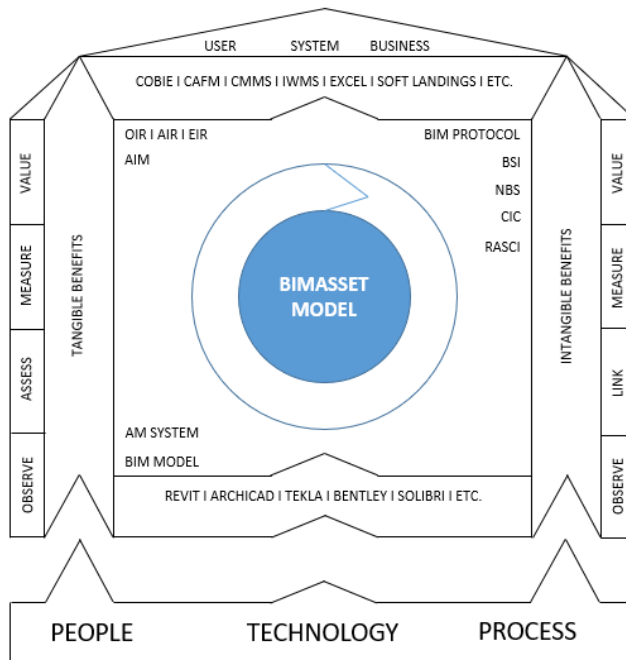 USER SYSTEM BUSINESS
COBIE I CAFM I CMMS I IWMS I EXCEL I SOFT LANDINGS I ETC.
OIR I AIR I EIR
AIM
BIM PROTOCOL
BSI
NBS
CIC
RASCI
VALUE
MEASURE
ASSESS
OBSERVE
TANGIBLE BENEFITS
BIMASSET
MODEL
INTANGIBLE BENEFITS
VALUE
MEASURE
LINK
OBSERVE
AM SYSTEM
BIM MODEL
REVIT I ARCHICAD I TEKLA I BENTLEY I SOLIBRI I ETC.
PEOPLE TECHNOLOGY PROCESS